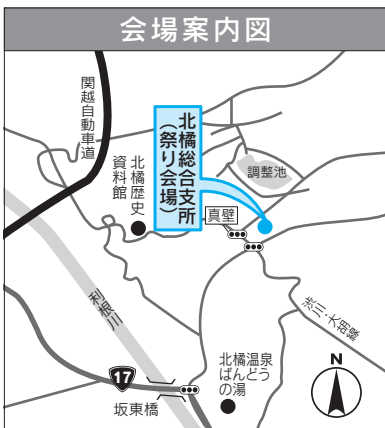 会場案内図
関越自動車道
北橘歴史
資料館
北橘総合支所
（祭り会場）
調整池
真壁
利根川
渋川・大胡線
17
坂東橋
北橘温泉
ばんどう
の湯
N